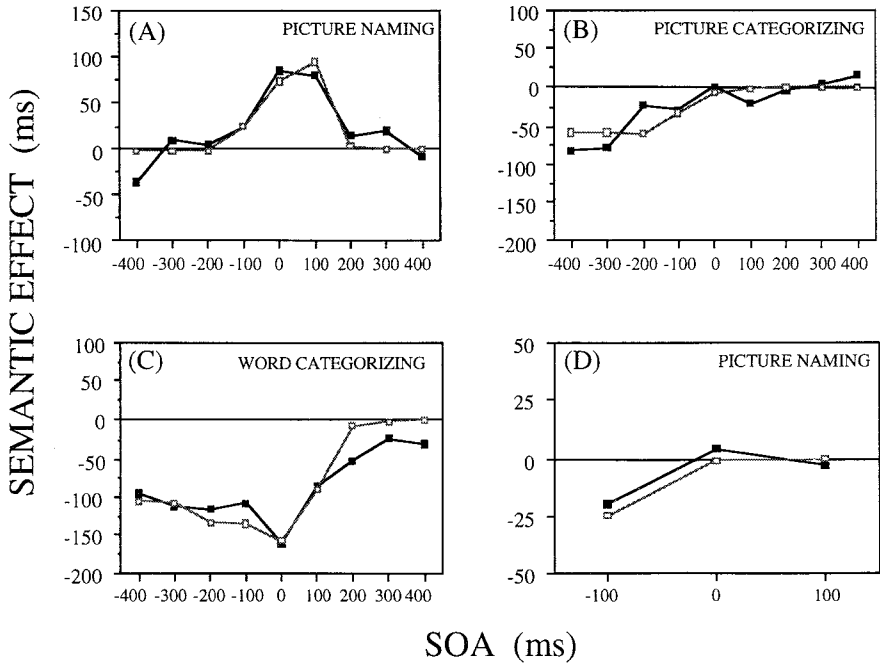 SEMANTIC EFFECT (ms)
(A) PICTURE NAMING
150
100
50
0
-50
-100
-400 -300 -200 -100 0 100 200 300 400
(B) PICTURE CATEGORIZING
100
50
0
-50
-100
-150
-200
-400 -300 -200 -100 0 100 200 300 400
(C) WORD CATEGORIZING
100
50
0
-50
-100
-150
-200
-400 -300 -200 -100 0 100 200 300 400
(D) PICTURE NAMING
50
25
0
-25
-50
-100 0 100
SOA (ms)